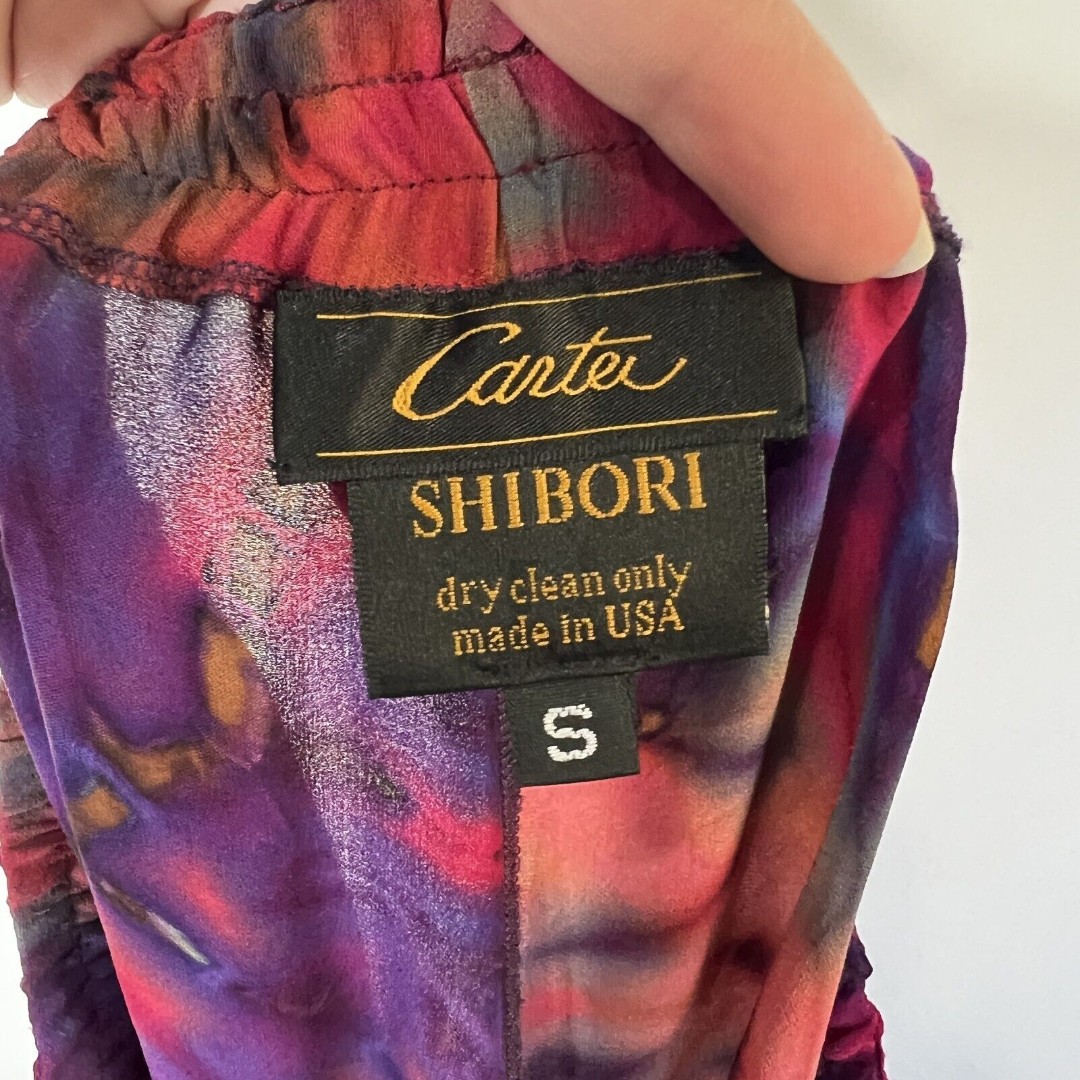 Carter
SHIBORI
dry clean only
made in USA
S